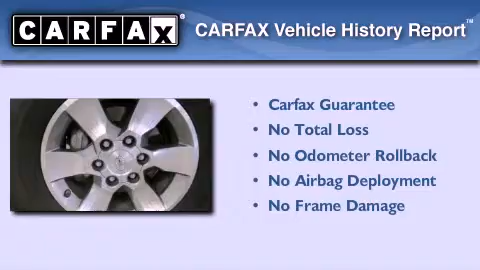 CARFAX®
CARFAX Vehicle History Report™
• Carfax Guarantee
• No Total Loss
• No Odometer Rollback
• No Airbag Deployment
• No Frame Damage